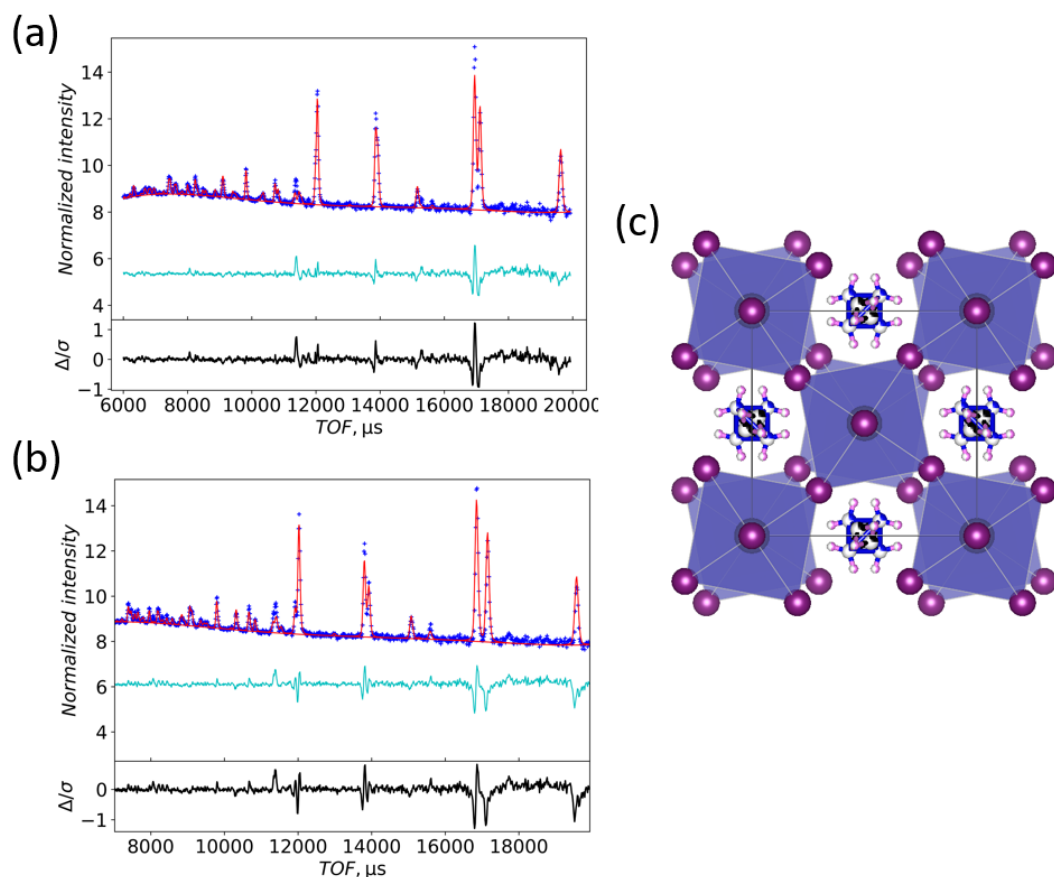 (a)
14
12
10
8
6
4
Normalized intensity
1
0
−1
Δ/σ
6000 8000 10000 12000 14000 16000 18000 20000
TOF, μs
(b)
14
12
10
8
6
4
Normalized intensity
0
−1
Δ/σ
8000 10000 12000 14000 16000 18000
TOF, μs
(c)